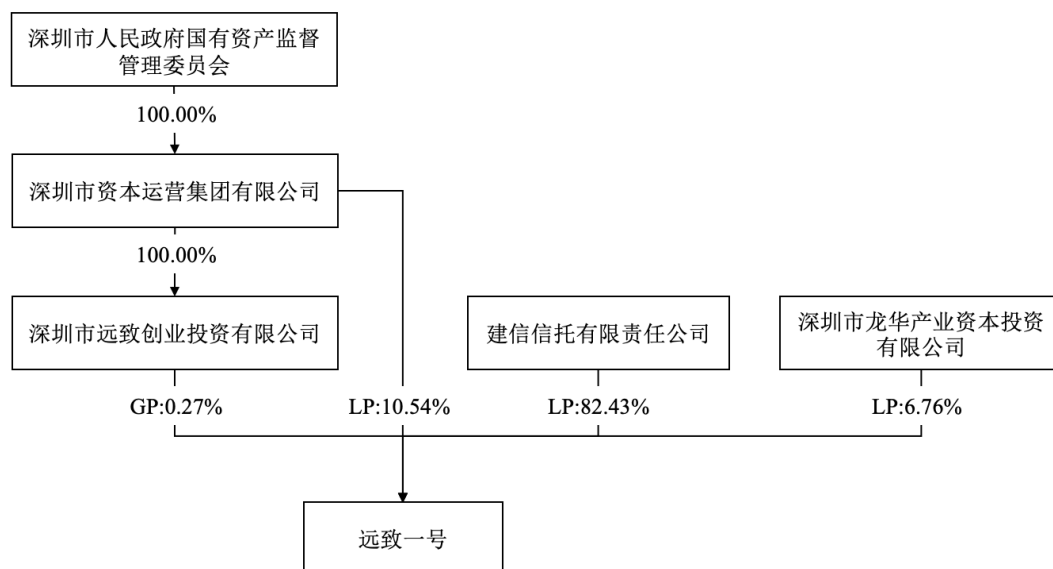 深圳市人民政府国有资产监督
管理委员会
100.00%
深圳市资本运营集团有限公司
100.00%
深圳市远致创业投资有限公司
建信信托有限责任公司
深圳市龙华产业资本投资
有限公司
GP:0.27%
LP:10.54%
LP:82.43%
LP:6.76%
远致一号